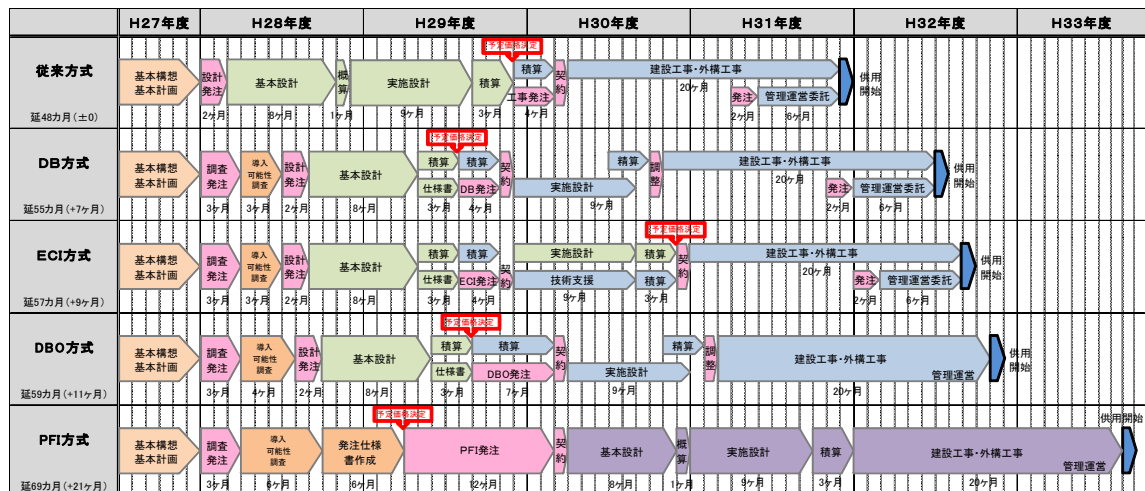 H27年度 H28年度 H29年度 H30年度 H31年度 H32年度 H33年度
従来方式
延48カ月(±0)
基本構想
基本計画
設計
発注
2ヶ月
基本設計
8ヶ月
概
算
1ヶ月
実施設計
9ヶ月
積算
3ヶ月
予定価格決定
積算
工事発注
4ヶ月
契
約
建設工事・外構工事
20ヶ月
発注
2ヶ月
管理運営委託
6ヶ月
供用
開始
DB方式
延55カ月(+7ヶ月)
基本構想
基本計画
調査
発注
3ヶ月
導入
可能性
調査
3ヶ月
設計
発注
2ヶ月
基本設計
8ヶ月
積算
仕様書
3ヶ月
予定価格決定
積算
DB発注
4ヶ月
契
約
実施設計
9ヶ月
精算
調
整
建設工事・外構工事
20ヶ月
発注
2ヶ月
管理運営委託
6ヶ月
供用
開始
ECI方式
延57カ月(+9ヶ月)
基本構想
基本計画
調査
発注
3ヶ月
導入
可能性
調査
3ヶ月
設計
発注
2ヶ月
基本設計
8ヶ月
積算
仕様書
3ヶ月
積算
ECI発注
4ヶ月
契
約
実施設計
技術支援
9ヶ月
積算
積算
3ヶ月
予定価格決定
契
約
建設工事・外構工事
20ヶ月
発注
2ヶ月
管理運営委託
6ヶ月
供用
開始
DBO方式
延59カ月(+11ヶ月)
基本構想
基本計画
調査
発注
3ヶ月
導入
可能性
調査
4ヶ月
設計
発注
2ヶ月
基本設計
8ヶ月
積算
仕様書
3ヶ月
予定価格決定
積算
DBO発注
7ヶ月
契
約
実施設計
9ヶ月
精算
調
整
建設工事・外構工事
管理運営
20ヶ月
供用
開始
PFI方式
延69カ月(+21ヶ月)
基本構想
基本計画
調査
発注
3ヶ月
導入
可能性
調査
6ヶ月
発注仕様
書作成
6ヶ月
予定価格決定
PFI発注
12ヶ月
契
約
基本設計
8ヶ月
概
算
1ヶ月
実施設計
9ヶ月
積算
3ヶ月
建設工事・外構工事
管理運営
20ヶ月
供用開始